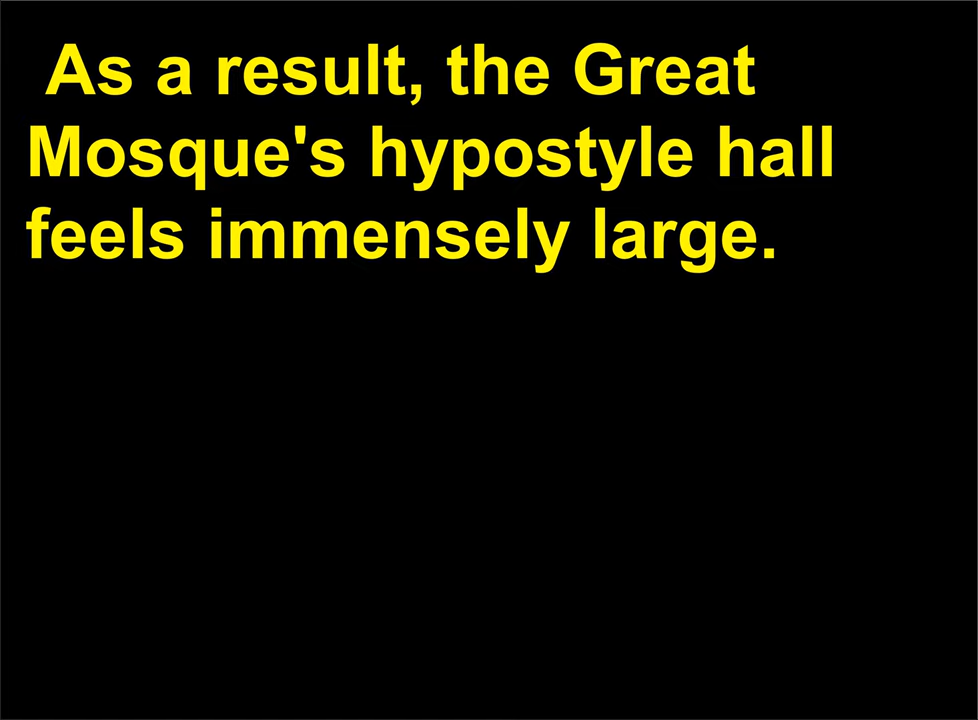 As a result, the Great
Mosque's hypostyle hall
feels immensely large.